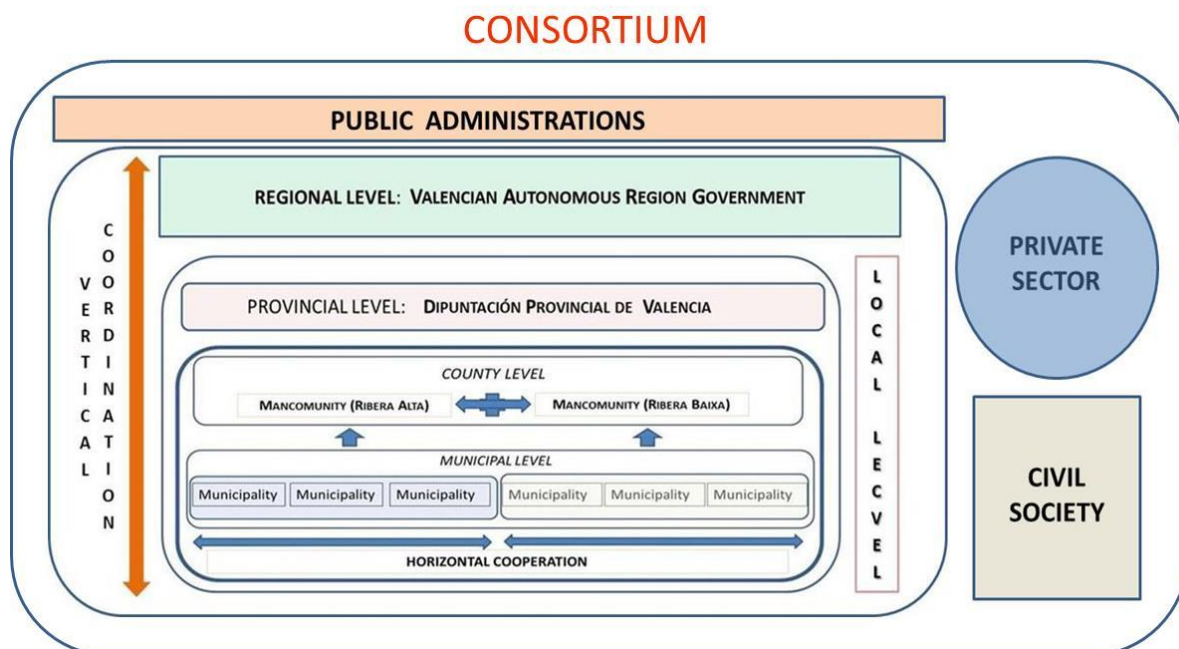 CONSORTIUM
PUBLIC ADMINISTRATIONS
VERTICAL
COORDINATION
REGIONAL LEVEL: VALENCIAN AUTONOMOUS REGION GOVERNMENT
PROVINCIAL LEVEL: DIPUNTACIÓN PROVINCIAL DE VALENCIA
COUNTY LEVEL
MANCOMUNITY (RIBERA ALTA)
MANCOMUNITY (RIBERA BAIXA)
MUNICIPAL LEVEL
Municipality Municipality Municipality Municipality Municipality Municipality
HORIZONTAL COOPERATION
LOCAL LECVEL
PRIVATE
SECTOR
CIVIL
SOCIETY